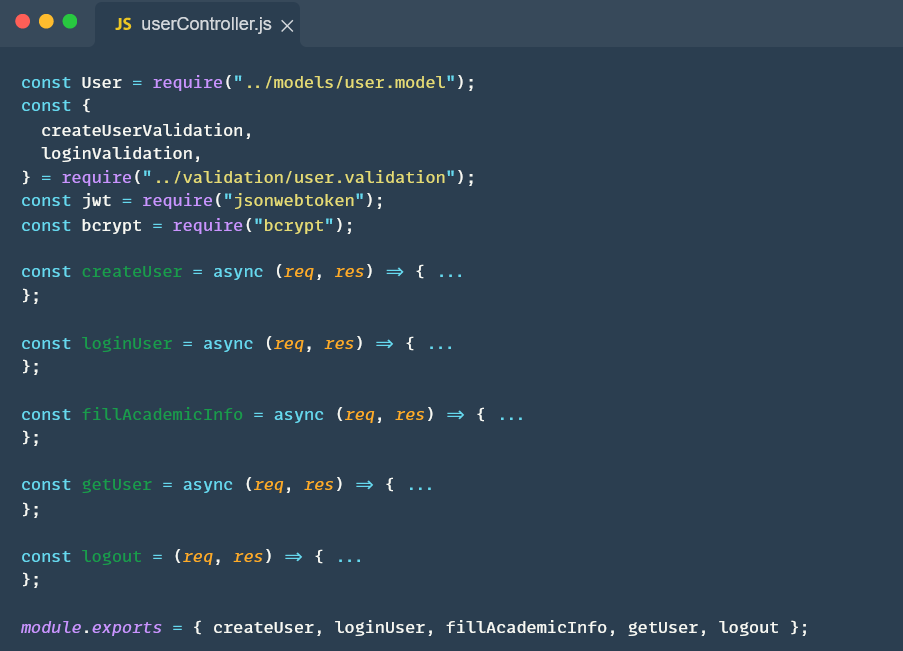 JS userController.js ×
const User = require("../models/user.model");
const {
  createUserValidation,
  loginValidation,
} = require("../validation/user.validation");
const jwt = require("jsonwebtoken");
const bcrypt = require("bcrypt");

const createUser = async (req, res) => { ...
};

const loginUser = async (req, res) => { ...
};

const fillAcademicInfo = async (req, res) => { ...
};

const getUser = async (req, res) => { ...
};

const logout = (req, res) => { ...
};

module.exports = { createUser, loginUser, fillAcademicInfo, getUser, logout };